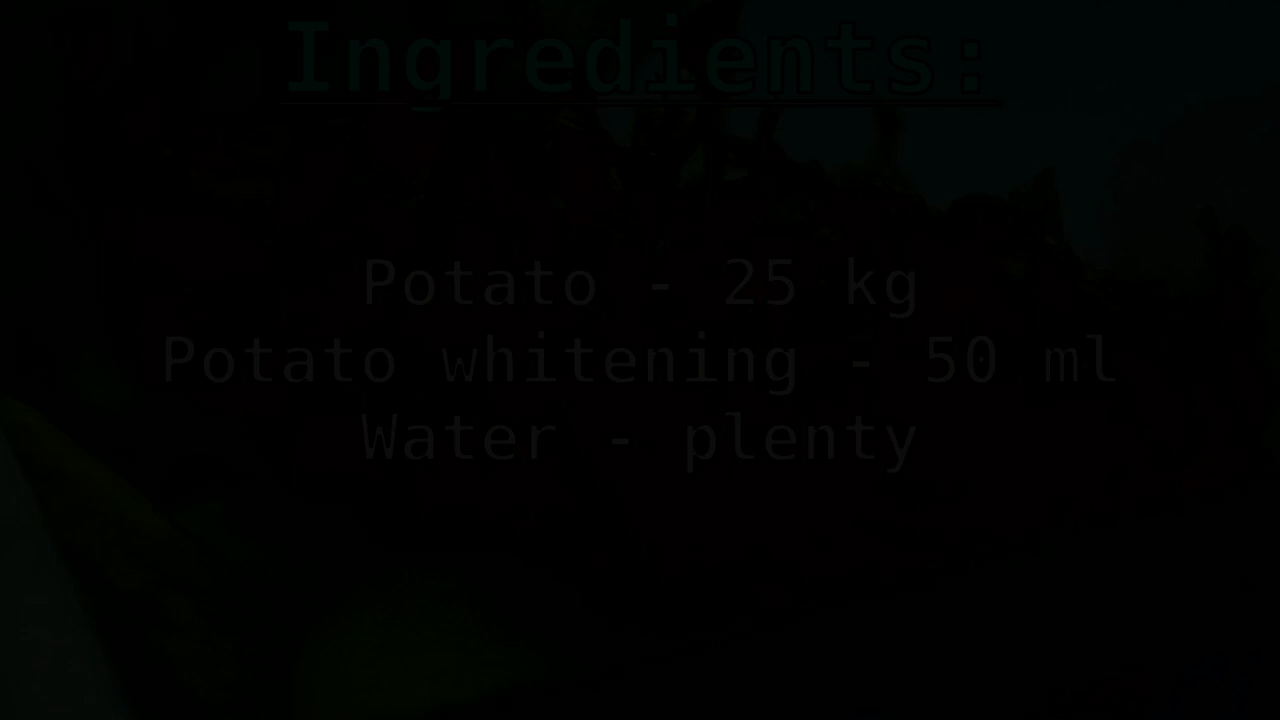 Ingredients:
Potato - 25 kg
Potato whitening - 50 ml
Water - plenty